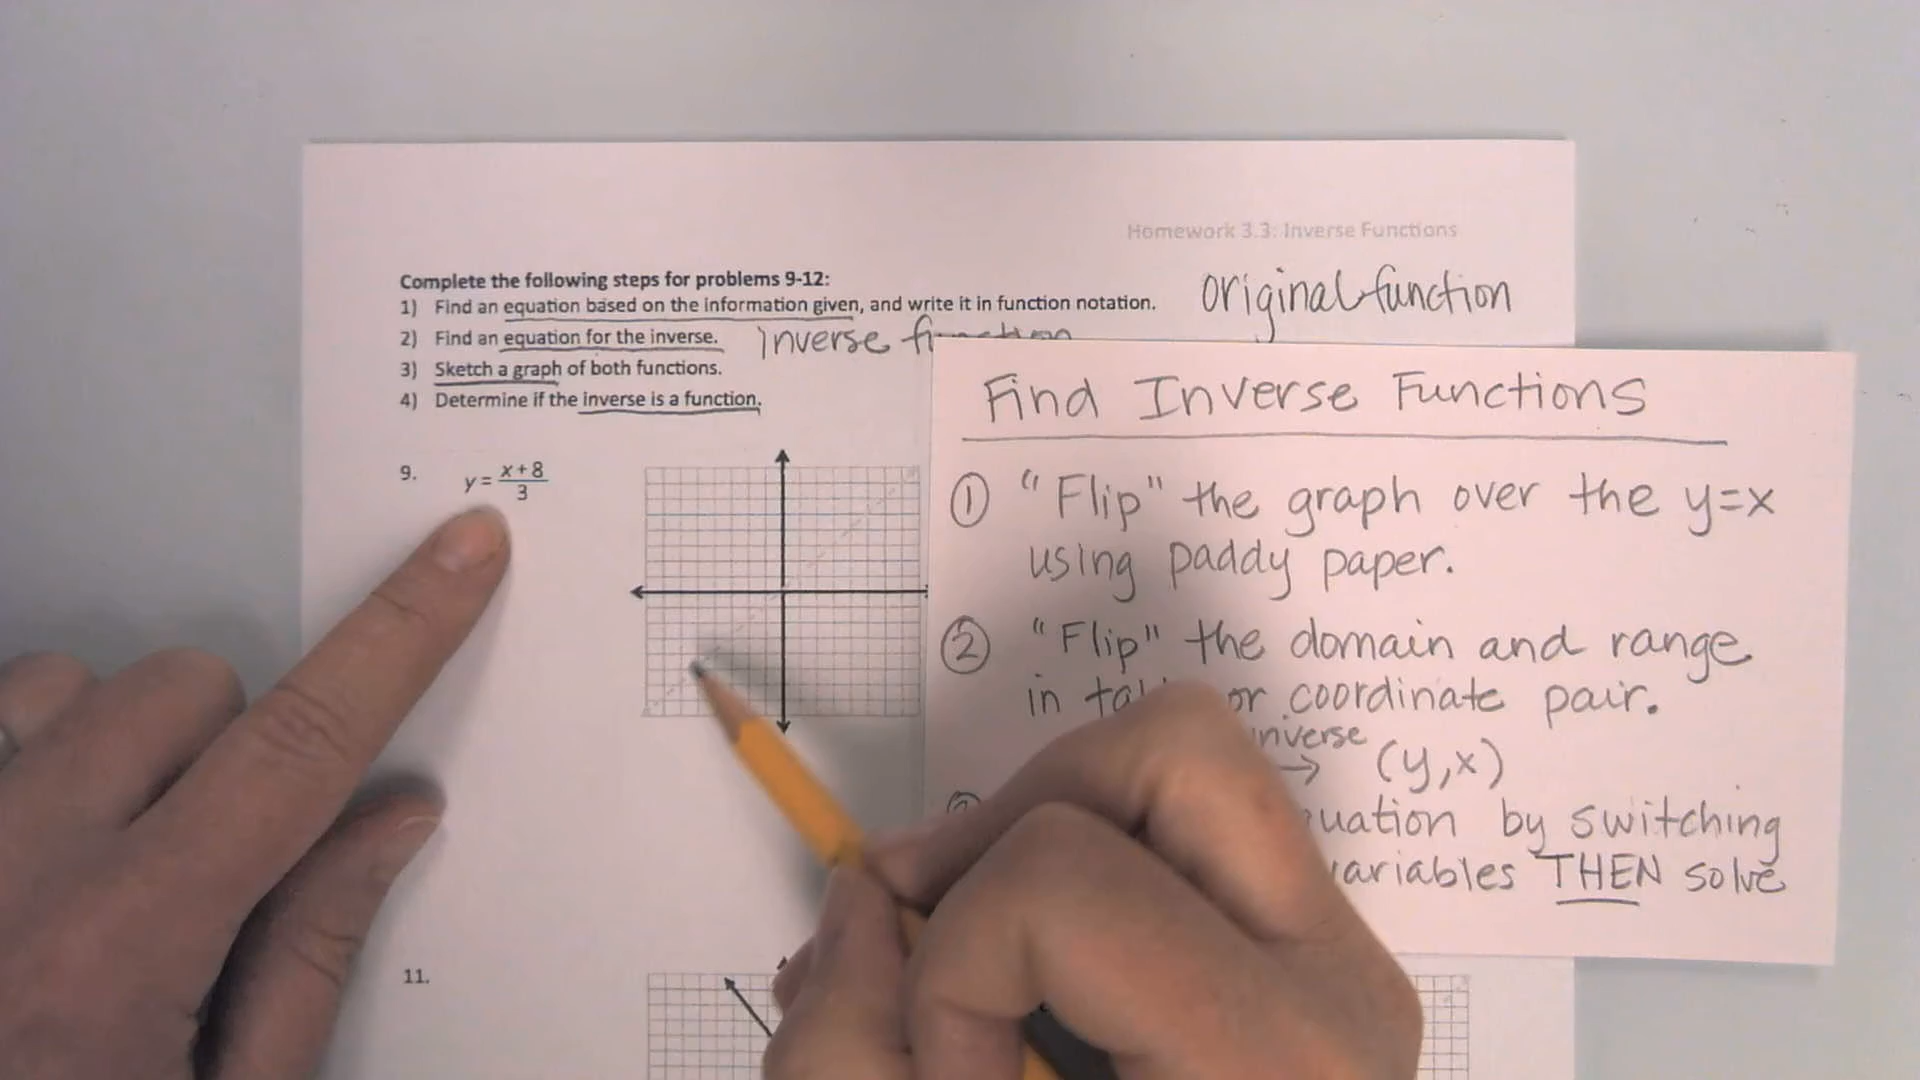 Homework 3.3: Inverse Functions
Complete the following steps for problems 9-12:
1) Find an equation based on the information given, and write it in function notation. original function
2) Find an equation for the inverse. inverse function
3) Sketch a graph of both functions.
4) Determine if the inverse is a function.
9. y = x + 8 / 3
Find Inverse Functions
① "Flip" the graph over the y=x
using paddy paper.
② "Flip" the domain and range
in or coordinate pair.
inverse
→ (y,x)
by switching
THEN solve
11.